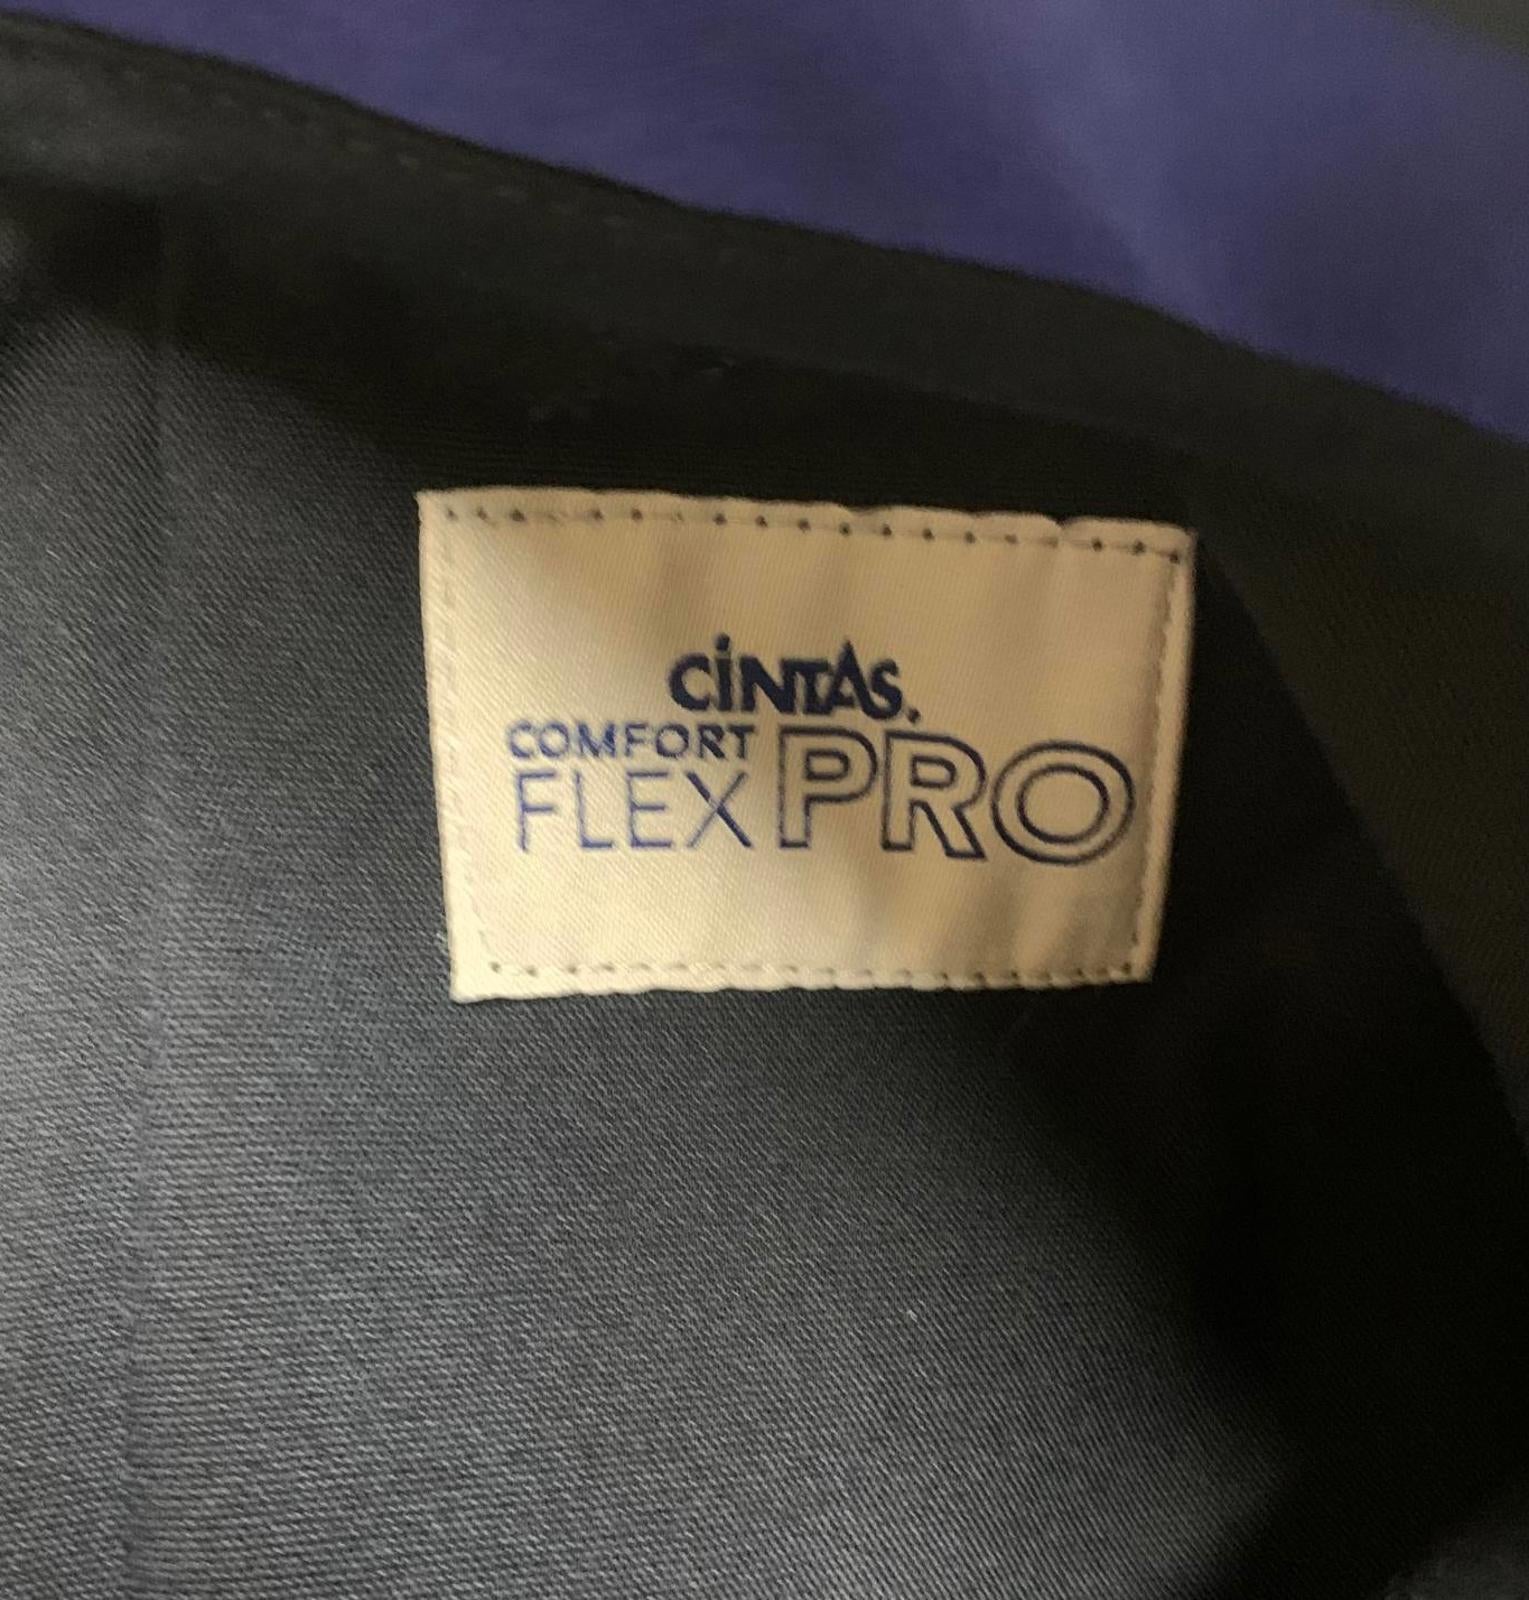 CiNTAS.
COMFORT
FLEX PRO